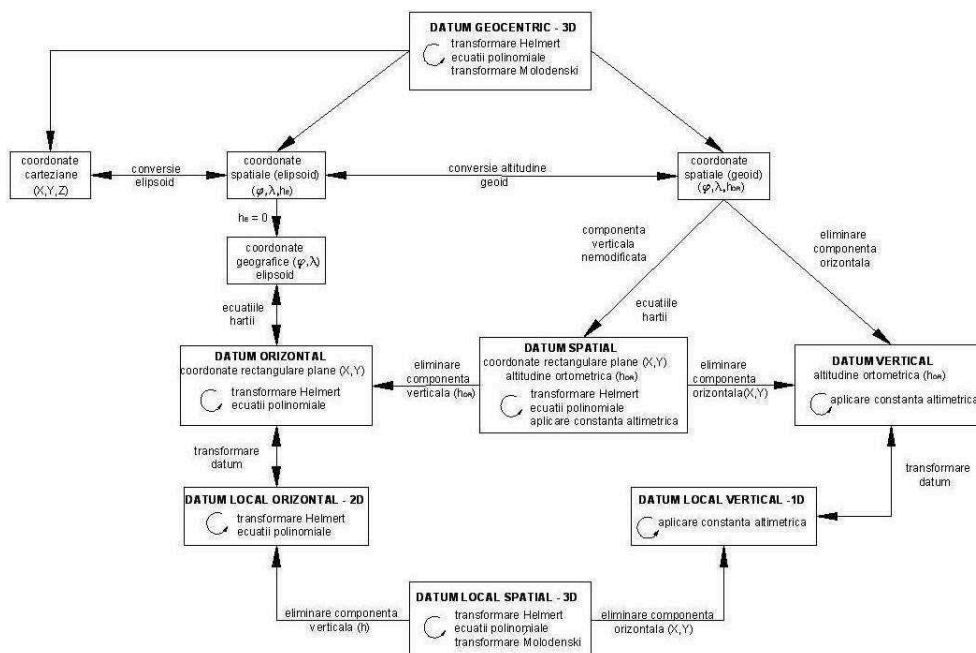 DATUM GEOCENTRIC - 3D
transformare Helmert
ecuatii polinomiale
transformare Molodenski
coordonate
carteziane
(X,Y,Z)
conversie
elipsoid
coordonate
spatiale (elipsoid)
(φ,λ,hE)
conversie altitudine
geoid
coordonate
spatiale (geoid)
(φ,λ,hOR)
hE = 0
componenta
verticala
nemodificata
eliminare
componenta
orizontala
coordonate
geografice (φ,λ)
elipsoid
ecuatiile
hartii
ecuatiile
hartii
DATUM ORIZONTAL
coordonate rectangulare plane (X,Y)
transformare Helmert
ecuatii polinomiale
eliminare
componenta
verticala (hOR)
DATUM SPATIAL
coordonate rectangulare plane (X,Y)
altitudine ortometrica (hOR)
transformare Helmert
ecuatii polinomiale
aplicare constanta altimetrica
eliminare
componenta
orizontala(X,Y)
DATUM VERTICAL
altitudine ortometrica (hOR)
aplicare constanta altimetrica
transformare
datum
transformare
datum
DATUM LOCAL ORIZONTAL - 2D
transformare Helmert
ecuatii polinomiale
DATUM LOCAL VERTICAL -1D
aplicare constanta altimetrica
eliminare componenta
verticala (h)
DATUM LOCAL SPATIAL - 3D
transformare Helmert
ecuatii polinomiale
transformare Molodenski
eliminare componenta
orizontala (X,Y)